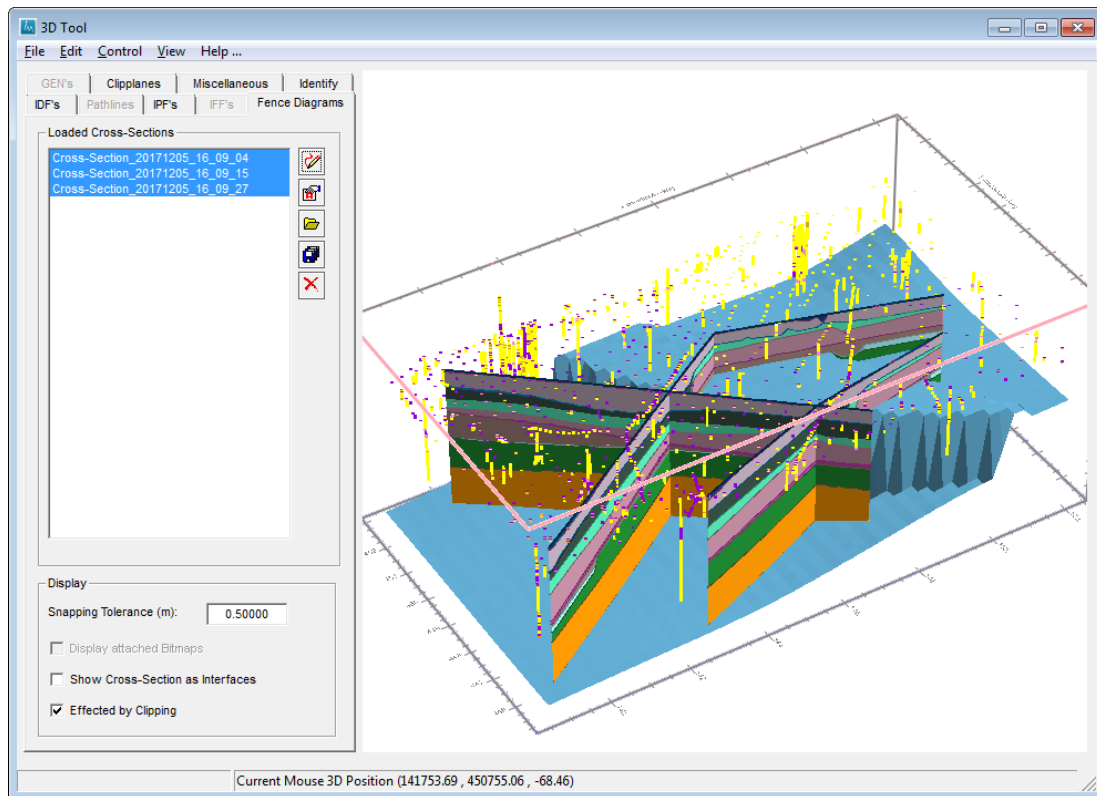 3D Tool
File Edit Control View Help ...
GEN's Clipplanes Miscellaneous Identify
IDF's Pathlines IPF's IFF's Fence Diagrams
Loaded Cross-Sections
Cross-Section_20171205_16_09_04
Cross-Section_20171205_16_09_15
Cross-Section_20171205_16_09_27
Display
Snapping Tolerance (m): 0.50000
Display attached Bitmaps
Show Cross-Section as Interfaces
Effected by Clipping
Current Mouse 3D Position (141753.69 , 450755.06 , -68.46)